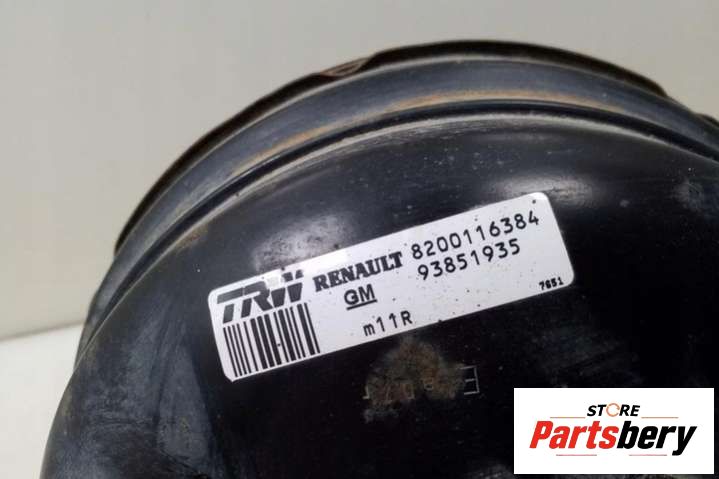 TRW RENAULT 8200116384
GM 93851935
m11R
7651
STORE
Partsbery